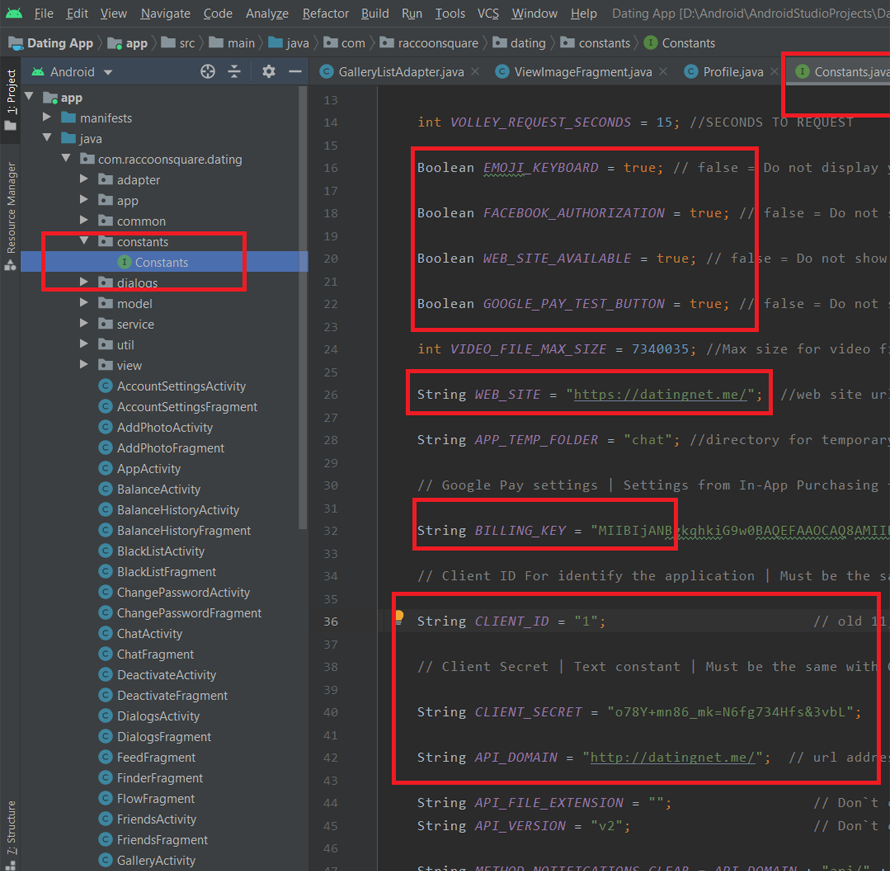 File Edit View Navigate Code Analyze Refactor Build Run Tools VCS Window Help Dating App [D:\Android\AndroidStudioProjects\Da
Dating App app src main java com raccoonsquare dating constants Constants
Android GalleryListAdapter.java ViewImageFragment.java Profile.java Constants.java
1: Project
Resource Manager
7: Structure
app
manifests
java
com.raccoonsquare.dating
adapter
app
common
constants
Constants
dialogs
model
service
util
view
AccountSettingsActivity
AccountSettingsFragment
AddPhotoActivity
AddPhotoFragment
AppActivity
BalanceActivity
BalanceHistoryActivity
BalanceHistoryFragment
BlackListActivity
BlackListFragment
ChangePasswordActivity
ChangePasswordFragment
ChatActivity
ChatFragment
DeactivateActivity
DeactivateFragment
DialogsActivity
DialogsFragment
FeedFragment
FinderFragment
FlowFragment
FriendsActivity
FriendsFragment
GalleryActivity
13
14 int VOLLEY_REQUEST_SECONDS = 15; //SECONDS TO REQUEST
15
16 Boolean EMOJI_KEYBOARD = true; // false = Do not display y
17
18 Boolean FACEBOOK_AUTHORIZATION = true; // false = Do not s
19
20 Boolean WEB_SITE_AVAILABLE = true; // false = Do not show
21
22 Boolean GOOGLE_PAY_TEST_BUTTON = true; // false = Do not s
23
24 int VIDEO_FILE_MAX_SIZE = 7340035; //Max size for video fi
25
26 String WEB_SITE = "https://datingnet.me/"; //web site ur
27
28 String APP_TEMP_FOLDER = "chat"; //directory for temporary
29
30 // Google Pay settings | Settings from In-App Purchasing
31
32 String BILLING_KEY = "MIIBIjANBgkqhkiG9w0BAQEFAAOCAQ8AMIIB
33
34 // Client ID For identify the application | Must be the sa
35
36 String CLIENT_ID = "1"; // old 11
37
38 // Client Secret | Text constant | Must be the same with C
39
40 String CLIENT_SECRET = "o78Y+mn86_mk=N6fg734Hfs&3vbL";
41
42 String API_DOMAIN = "http://datingnet.me/"; // url addres
43
44 String API_FILE_EXTENSION = ""; // Don`t c
45 String API_VERSION = "v2"; // Don`t c
46
47 String METHOD_NOTIFICATIONS_CLEAR = API_DOMAIN + "api/" +